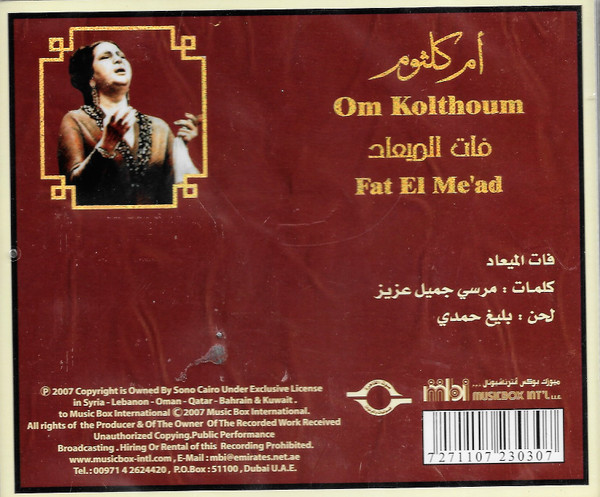 أم كلثوم
Om Kolthoum
فات الميعاد
Fat El Me'ad
فات الميعاد
كلمات : مرسي جميل عزيز
لحن : بليغ حمدي
℗ 2007 Copyright is Owned By Sono Cairo Under Exclusive License
in Syria - Lebanon - Oman - Qatar - Bahrain & Kuwait .
to Music Box International © 2007 Music Box International.
All rights of the Producer & Of The Owner Of The Recorded Work Received
Unauthorized Copying.Public Performance
Broadcasting . Hiring Or Rental of this Recording Prohibited.
www.musicbox-intl.com , E-Mail : mbi@emirates.net.ae
Tel : 00971 4 2624420 , P.O.Box : 51100 , Dubai U.A.E.
mbi
ميوزك بوكس أنترناشيونال ...
MUSICBOX INT'L L.L.C.
7271107230307